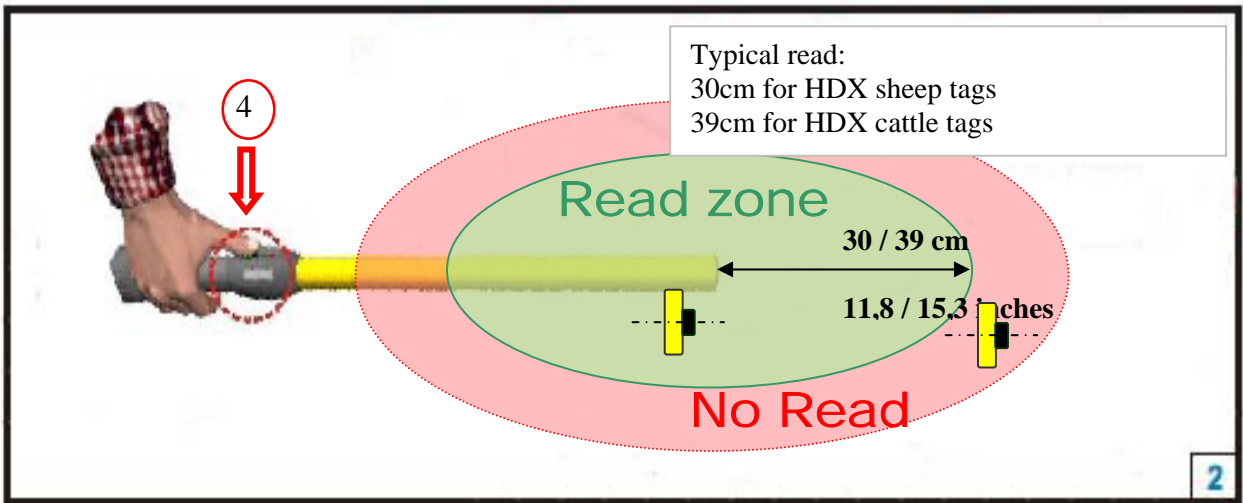 Typical read:
30cm for HDX sheep tags
39cm for HDX cattle tags
4
Read zone
30 / 39 cm
11,8 / 15,3 inches
No Read
2